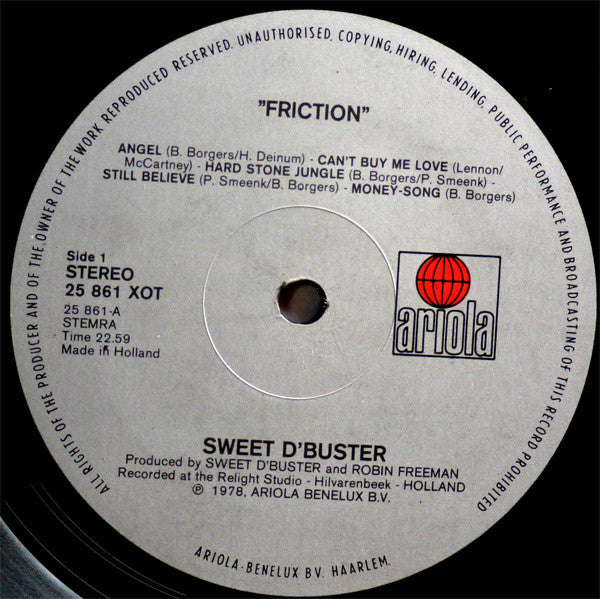 ALL RIGHTS OF THE PRODUCER AND OF THE OWNER OF THE WORK REPRODUCED RESERVED. UNAUTHORISED, COPYING, HIRING, LENDING, PUBLIC PERFORMANCE AND BROADCASTING OF THIS RECORD PROHIBITED
"FRICTION"
ANGEL (B. Borgers/H. Deinum) - CAN'T BUY ME LOVE (Lennon/
McCartney) - HARD STONE JUNGLE (B. Borgers/P. Smeenk) -
STILL BELIEVE (P. Smeenk/B. Borgers) - MONEY-SONG (B. Borgers)
Side 1
STEREO
25 861 XOT
25 861-A
STEMRA
Time 22.59
Made in Holland
ariola
SWEET D'BUSTER
Produced by SWEET D'BUSTER and ROBIN FREEMAN
Recorded at the Relight Studio - Hilvarenbeek - HOLLAND
℗ 1978, ARIOLA BENELUX B.V.
ARIOLA-BENELUX B.V. HAARLEM.